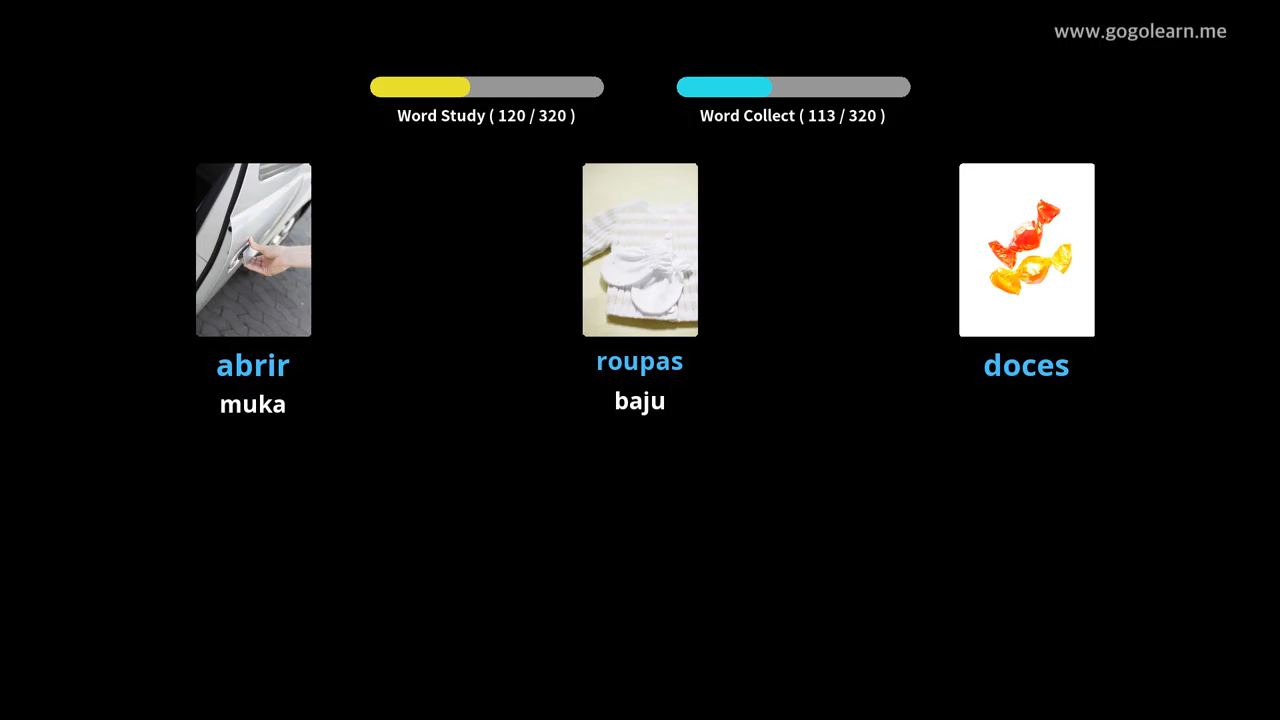 www.gogolearn.me
Word Study ( 120 / 320 )
Word Collect ( 113 / 320 )
abrir
muka
roupas
baju
doces